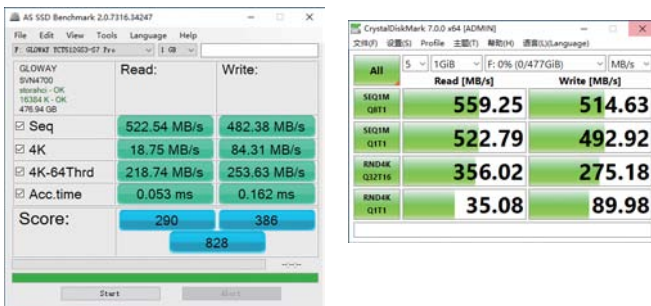 AS SSD Benchmark 2.0.7316.34247
File Edit View Tools Language Help
1 GB
GLOWAY
SVN4700
storahci - OK
16384 K - OK
476.94 GB
Read: Write:
Seq 522.54 MB/s 482.38 MB/s
4K 18.75 MB/s 84.31 MB/s
4K-64Thrd 218.74 MB/s 253.63 MB/s
Acc.time 0.053 ms 0.162 ms
Score: 290 386
828
-:--:--
Start Abort
CrystalDiskMark 7.0.0 x64 [ADMIN]
文件(F) 设置(S) Profile 主题(T) 帮助(H) 语言(L)(Language)
All 5 1GiB F: 0% (0/477GiB) MB/s
Read [MB/s] Write [MB/s]
SEQ1M Q8T1 559.25 514.63
SEQ1M Q1T1 522.79 492.92
RND4K Q32T16 356.02 275.18
RND4K Q1T1 35.08 89.98